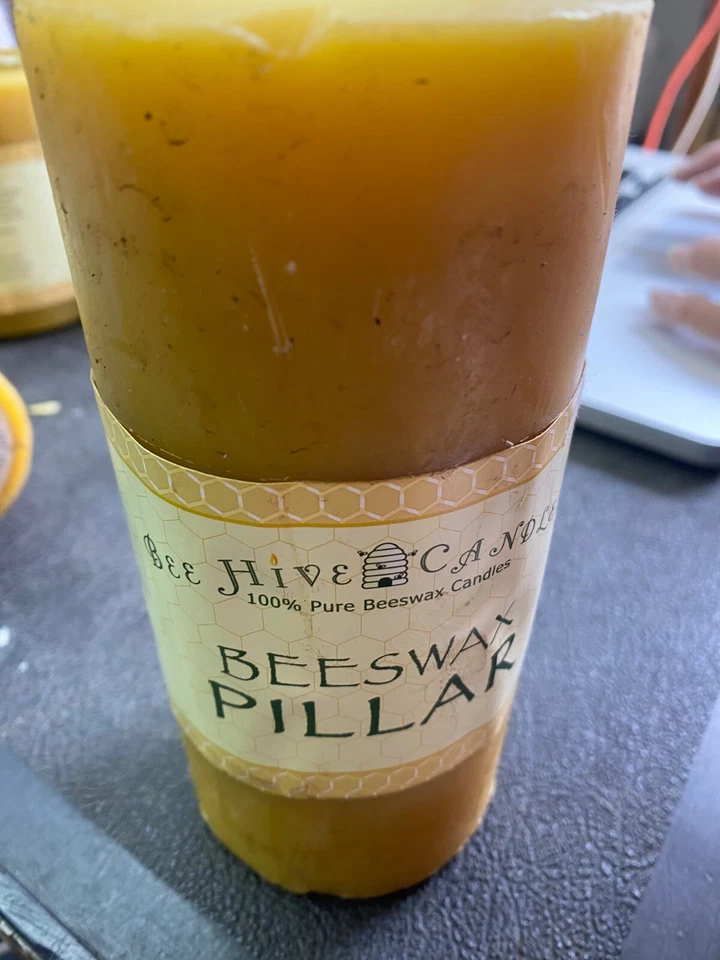 BEE HIVE CANDLE
100% Pure Beeswax Candles
BEESWAX
PILLAR